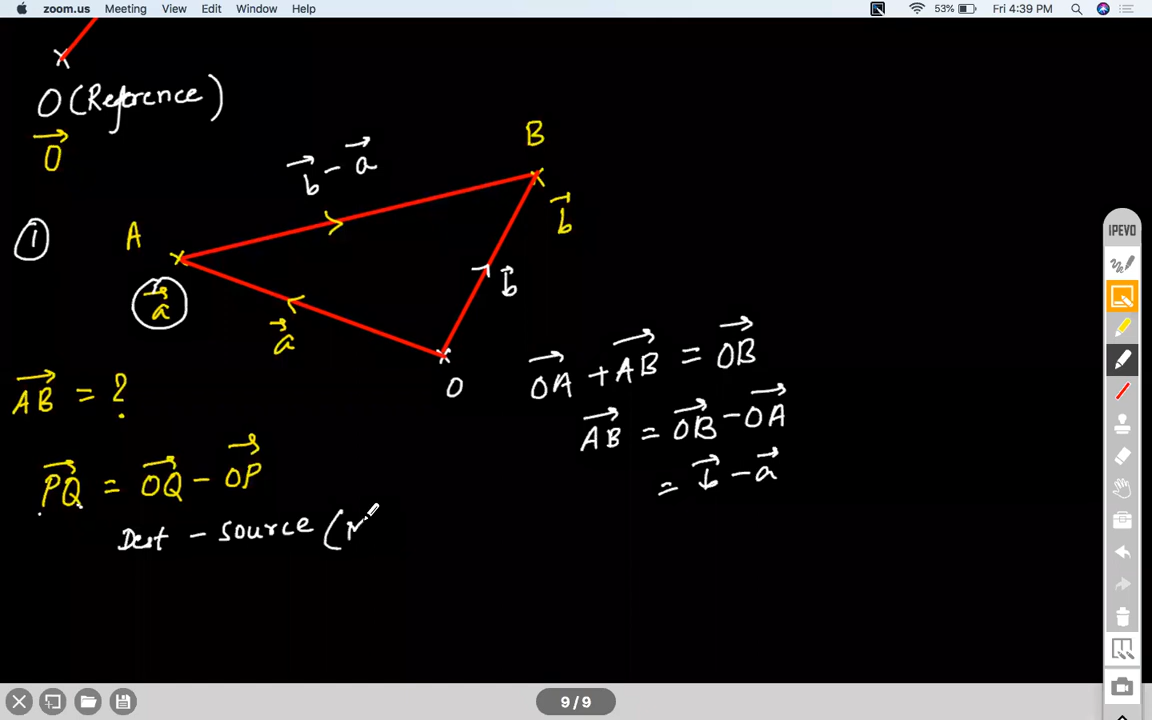 zoom.us Meeting View Edit Window Help 53% Fri 4:39 PM
O (Reference)
O
b - a
B
IPEVO
1
A
b
a
b
a
O
OA + AB = OB
AB = ?
AB = OB - OA
PQ = OQ - OP
= b - a
Dest - source (
9 / 9